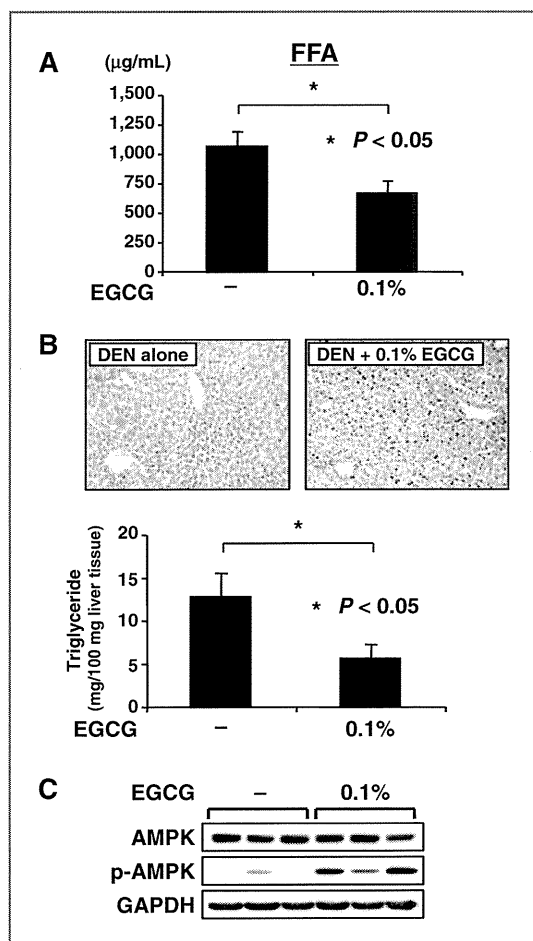 A
(μg/mL)
FFA
1,500
1,250
1,000
750
500
250
0
*
* P < 0.05
EGCG – 0.1%
B
DEN alone
DEN + 0.1% EGCG
Triglyceride
(mg/100 mg liver tissue)
20
15
10
5
0
*
* P < 0.05
EGCG – 0.1%
C
EGCG – 0.1%
AMPK
p-AMPK
GAPDH